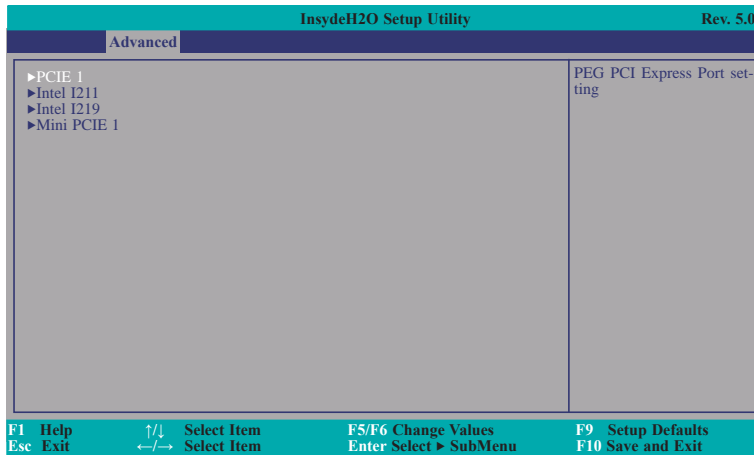 InsydeH2O Setup Utility Rev. 5.0
Advanced
▶PCIE 1
▶Intel I211
▶Intel I219
▶Mini PCIE 1
PEG PCI Express Port set-
ting
F1 Help ↑/↓ Select Item F5/F6 Change Values F9 Setup Defaults
Esc Exit ←/→ Select Item Enter Select ▶ SubMenu F10 Save and Exit